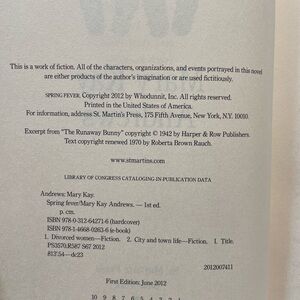 This is a work of fiction. All of the characters, organizations, and events portrayed in this novel
are either products of the author's imagination or are used fictitiously.
SPRING FEVER. Copyright 2012 by Whodunnit, Inc. All rights reserved.
Printed in the United States of America.
For information, address St. Martin's Press, 175 Fifth Avenue, New York, N.Y. 10010.
Excerpt from "The Runaway Bunny" copyright © 1942 by Harper & Row Publishers.
Text copyright renewed 1970 by Roberta Brown Rauch.
www.stmartins.com
LIBRARY OF CONGRESS CATALOGING-IN-PUBLICATION DATA
Andrews: Mary Kay.
Spring fever/Mary Kay Andrews. — 1st ed.
p. cm.
ISBN 978-0-312-64271-6 (hardcover)
ISBN 978-1-4668-0263-6 (e-book)
1. Divorced women—Fiction. 2. City and town life—Fiction. I. Title.
PS3570.R587 S67 2012
813'.54—dc23
2012007411
First Edition: June 2012
10 9 8 7 6 5 4 3 2 1